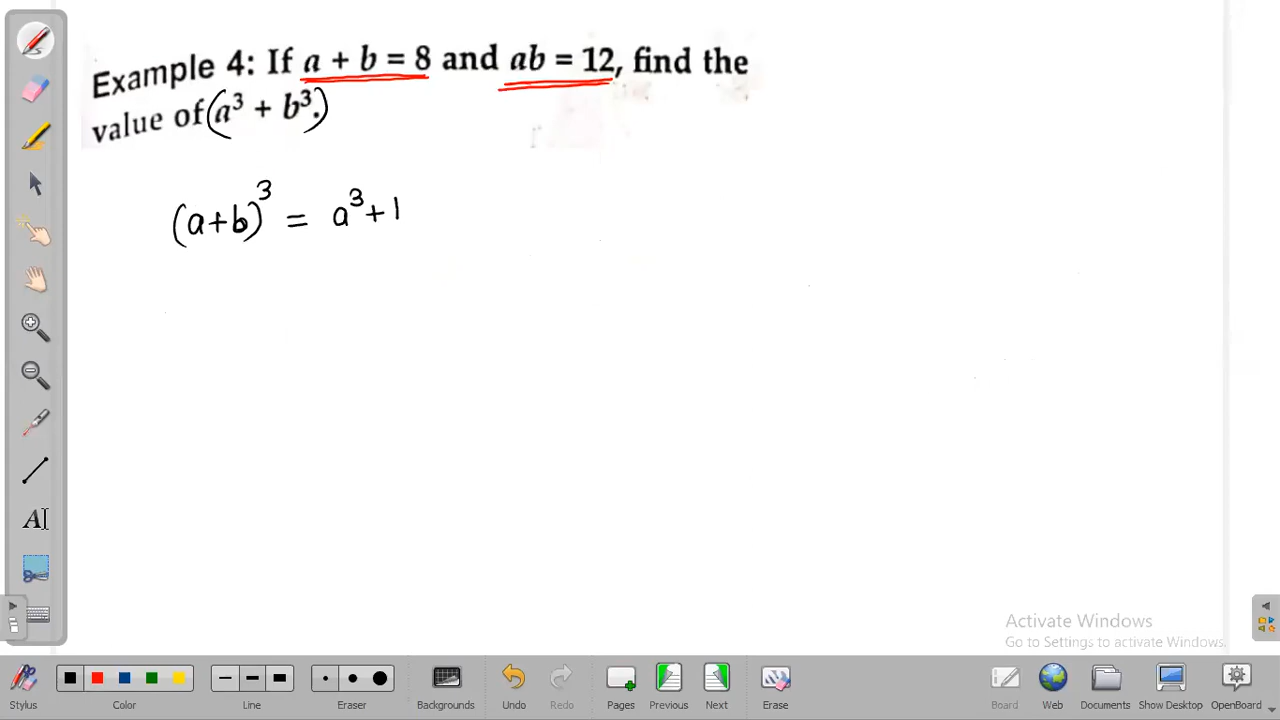 Example 4: If a + b = 8 and ab = 12, find the
value of (a³ + b³.)
(a+b)³ = a³+1
AI
Activate Windows
Go to Settings to activate Windows.
Stylus Color Line Eraser Backgrounds Undo Redo Pages Previous Next Erase Board Web Documents Show Desktop OpenBoard